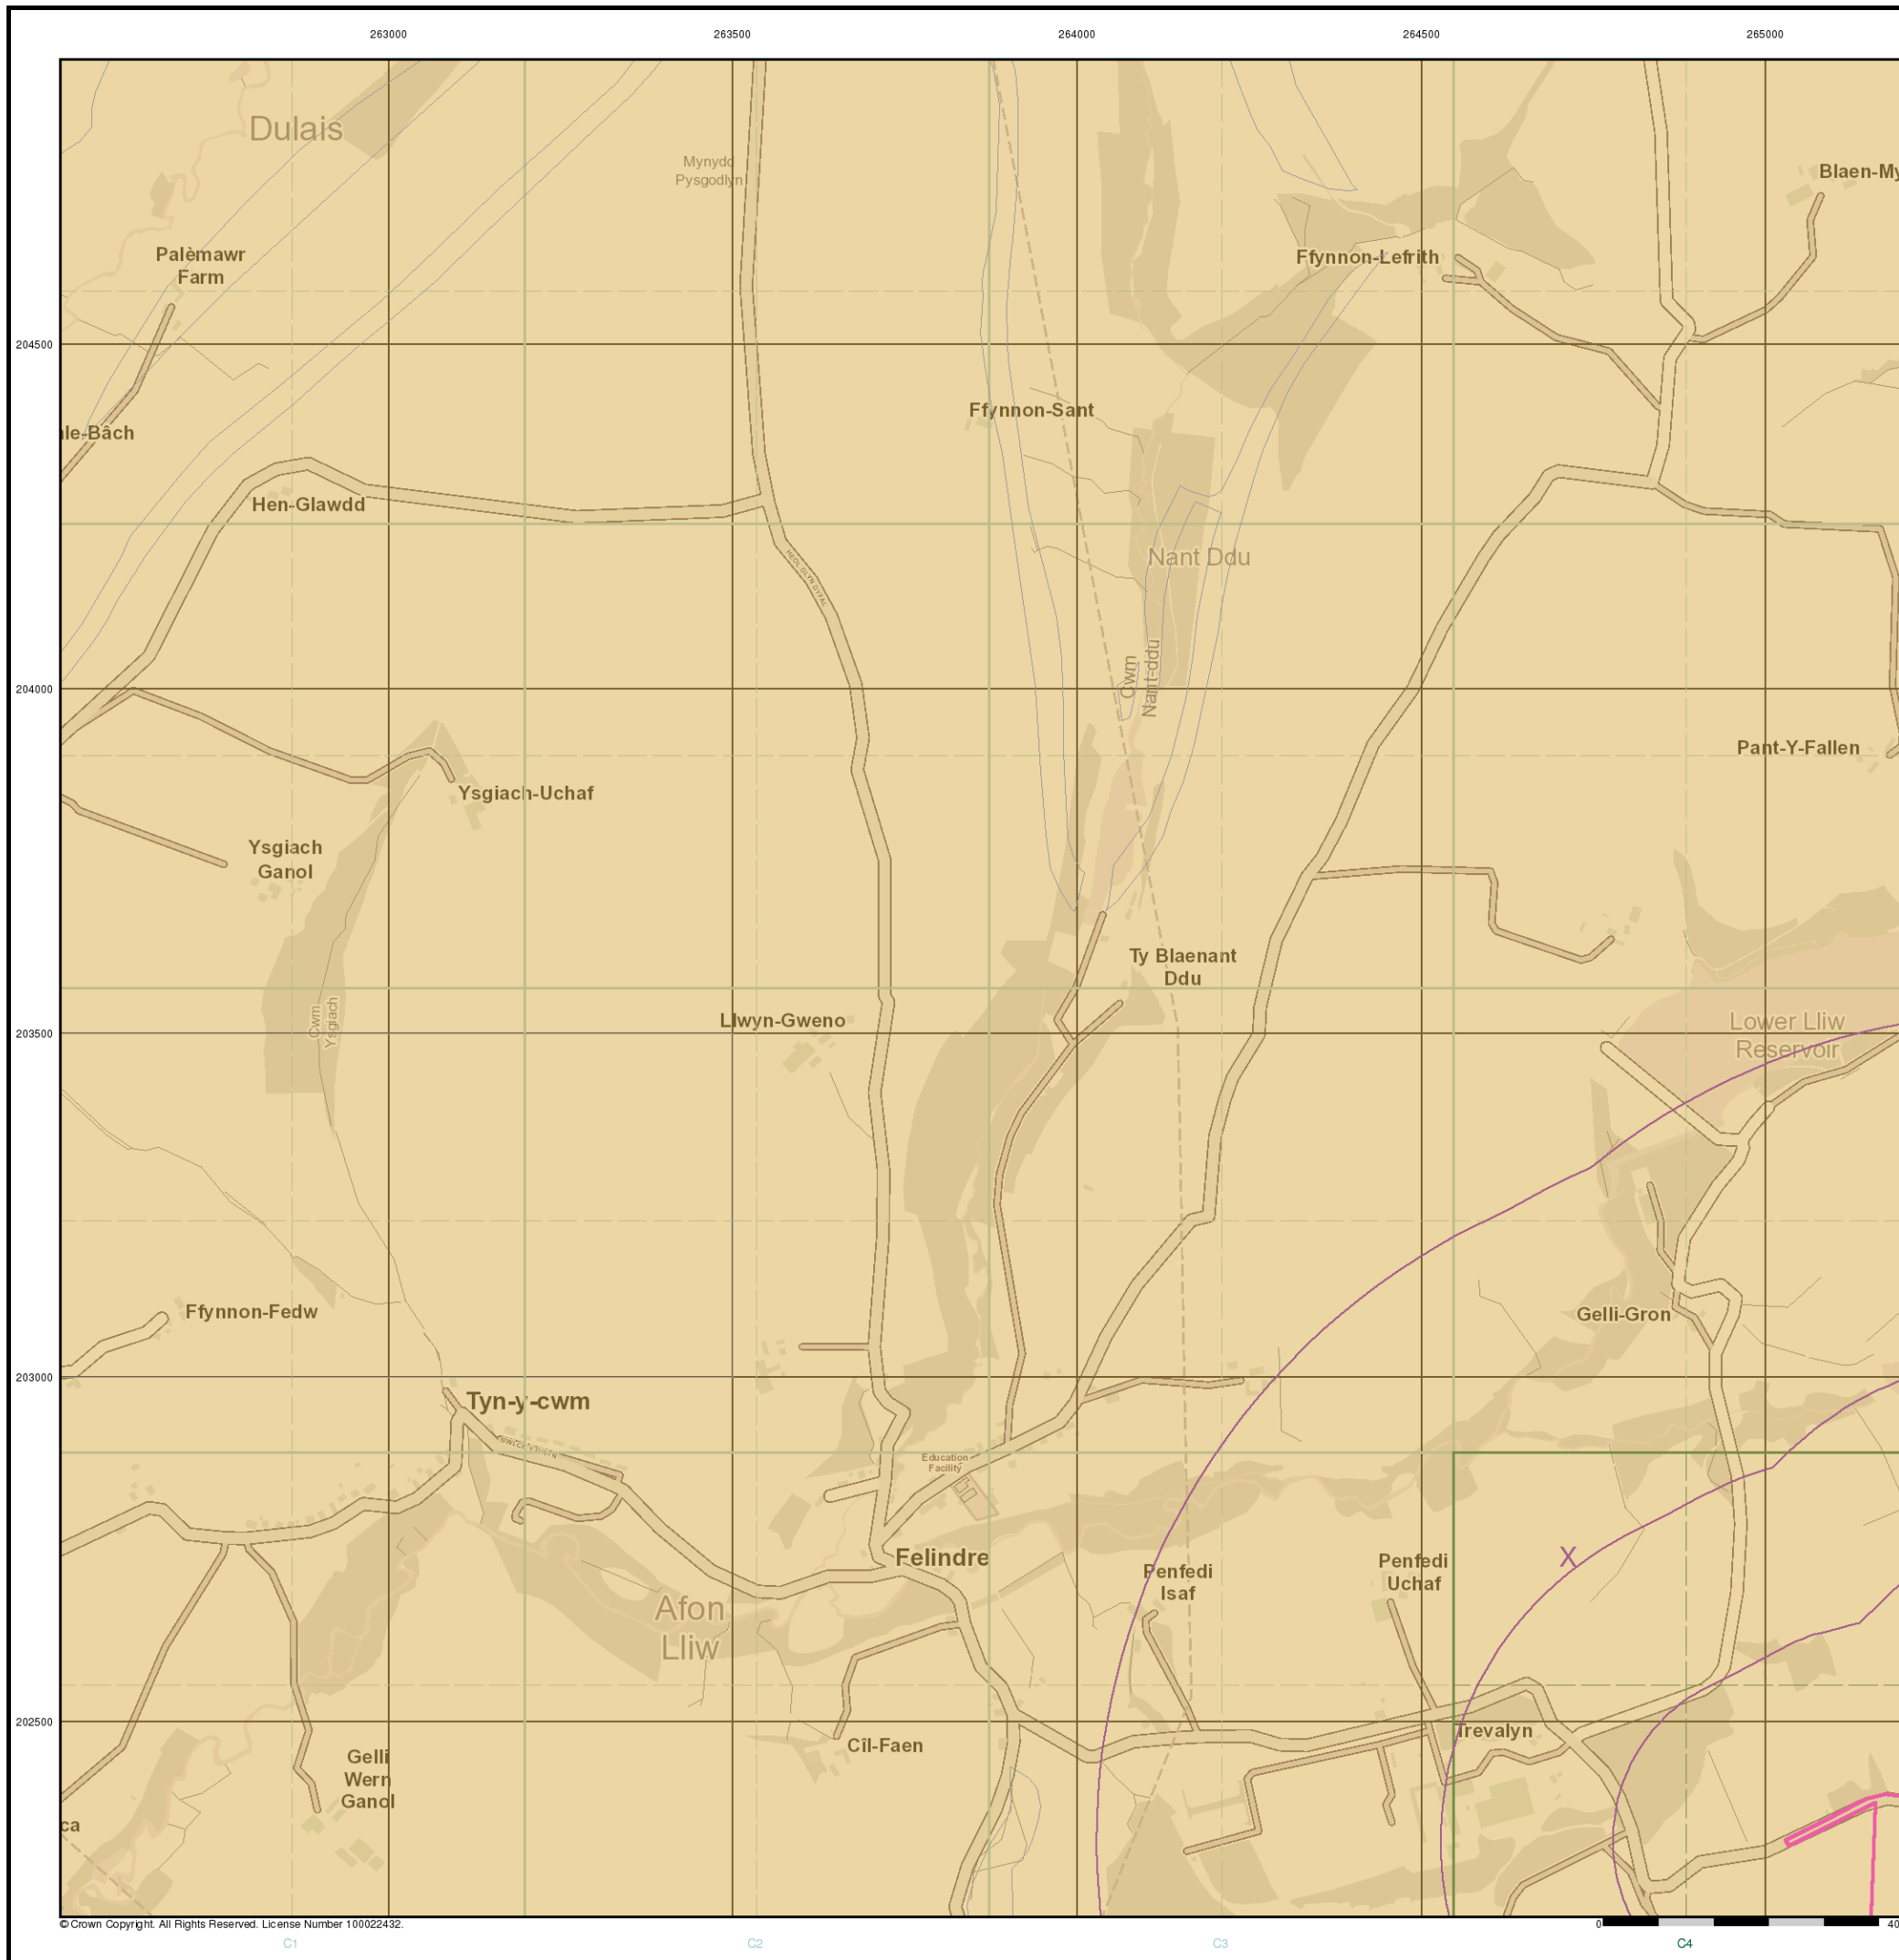 263000
263500
264000
264500
265000
Dulais
Mynydd
Pysgodlyn
Blaen-My
Palèmawr
Farm
Ffynnon-Lefrith
204500
Ffynnon-Sant
le-Bâch
Hen-Glawdd
HEOL GLYN DYFAL
Nant Ddu
Cwm
Nant-ddu
204000
Pant-Y-Fallen
Ysgiach-Uchaf
Ysgiach
Ganol
Ty Blaenant
Ddu
Cwm
Ysgiach
Llwyn-Gweno
Lower Lliw
Reservoir
203500
Ffynnon-Fedw
Gelli-Gron
203000
Tyn-y-cwm
Education
Facility
Felindre
X
Penfedi
Isaf
Penfedi
Uchaf
Afon
Lliw
202500
Trevalyn
Cîl-Faen
Gelli
Wern
Ganol
ca
© Crown Copyright. All Rights Reserved. License Number 100022432.
0
40
C1
C2
C3
C4